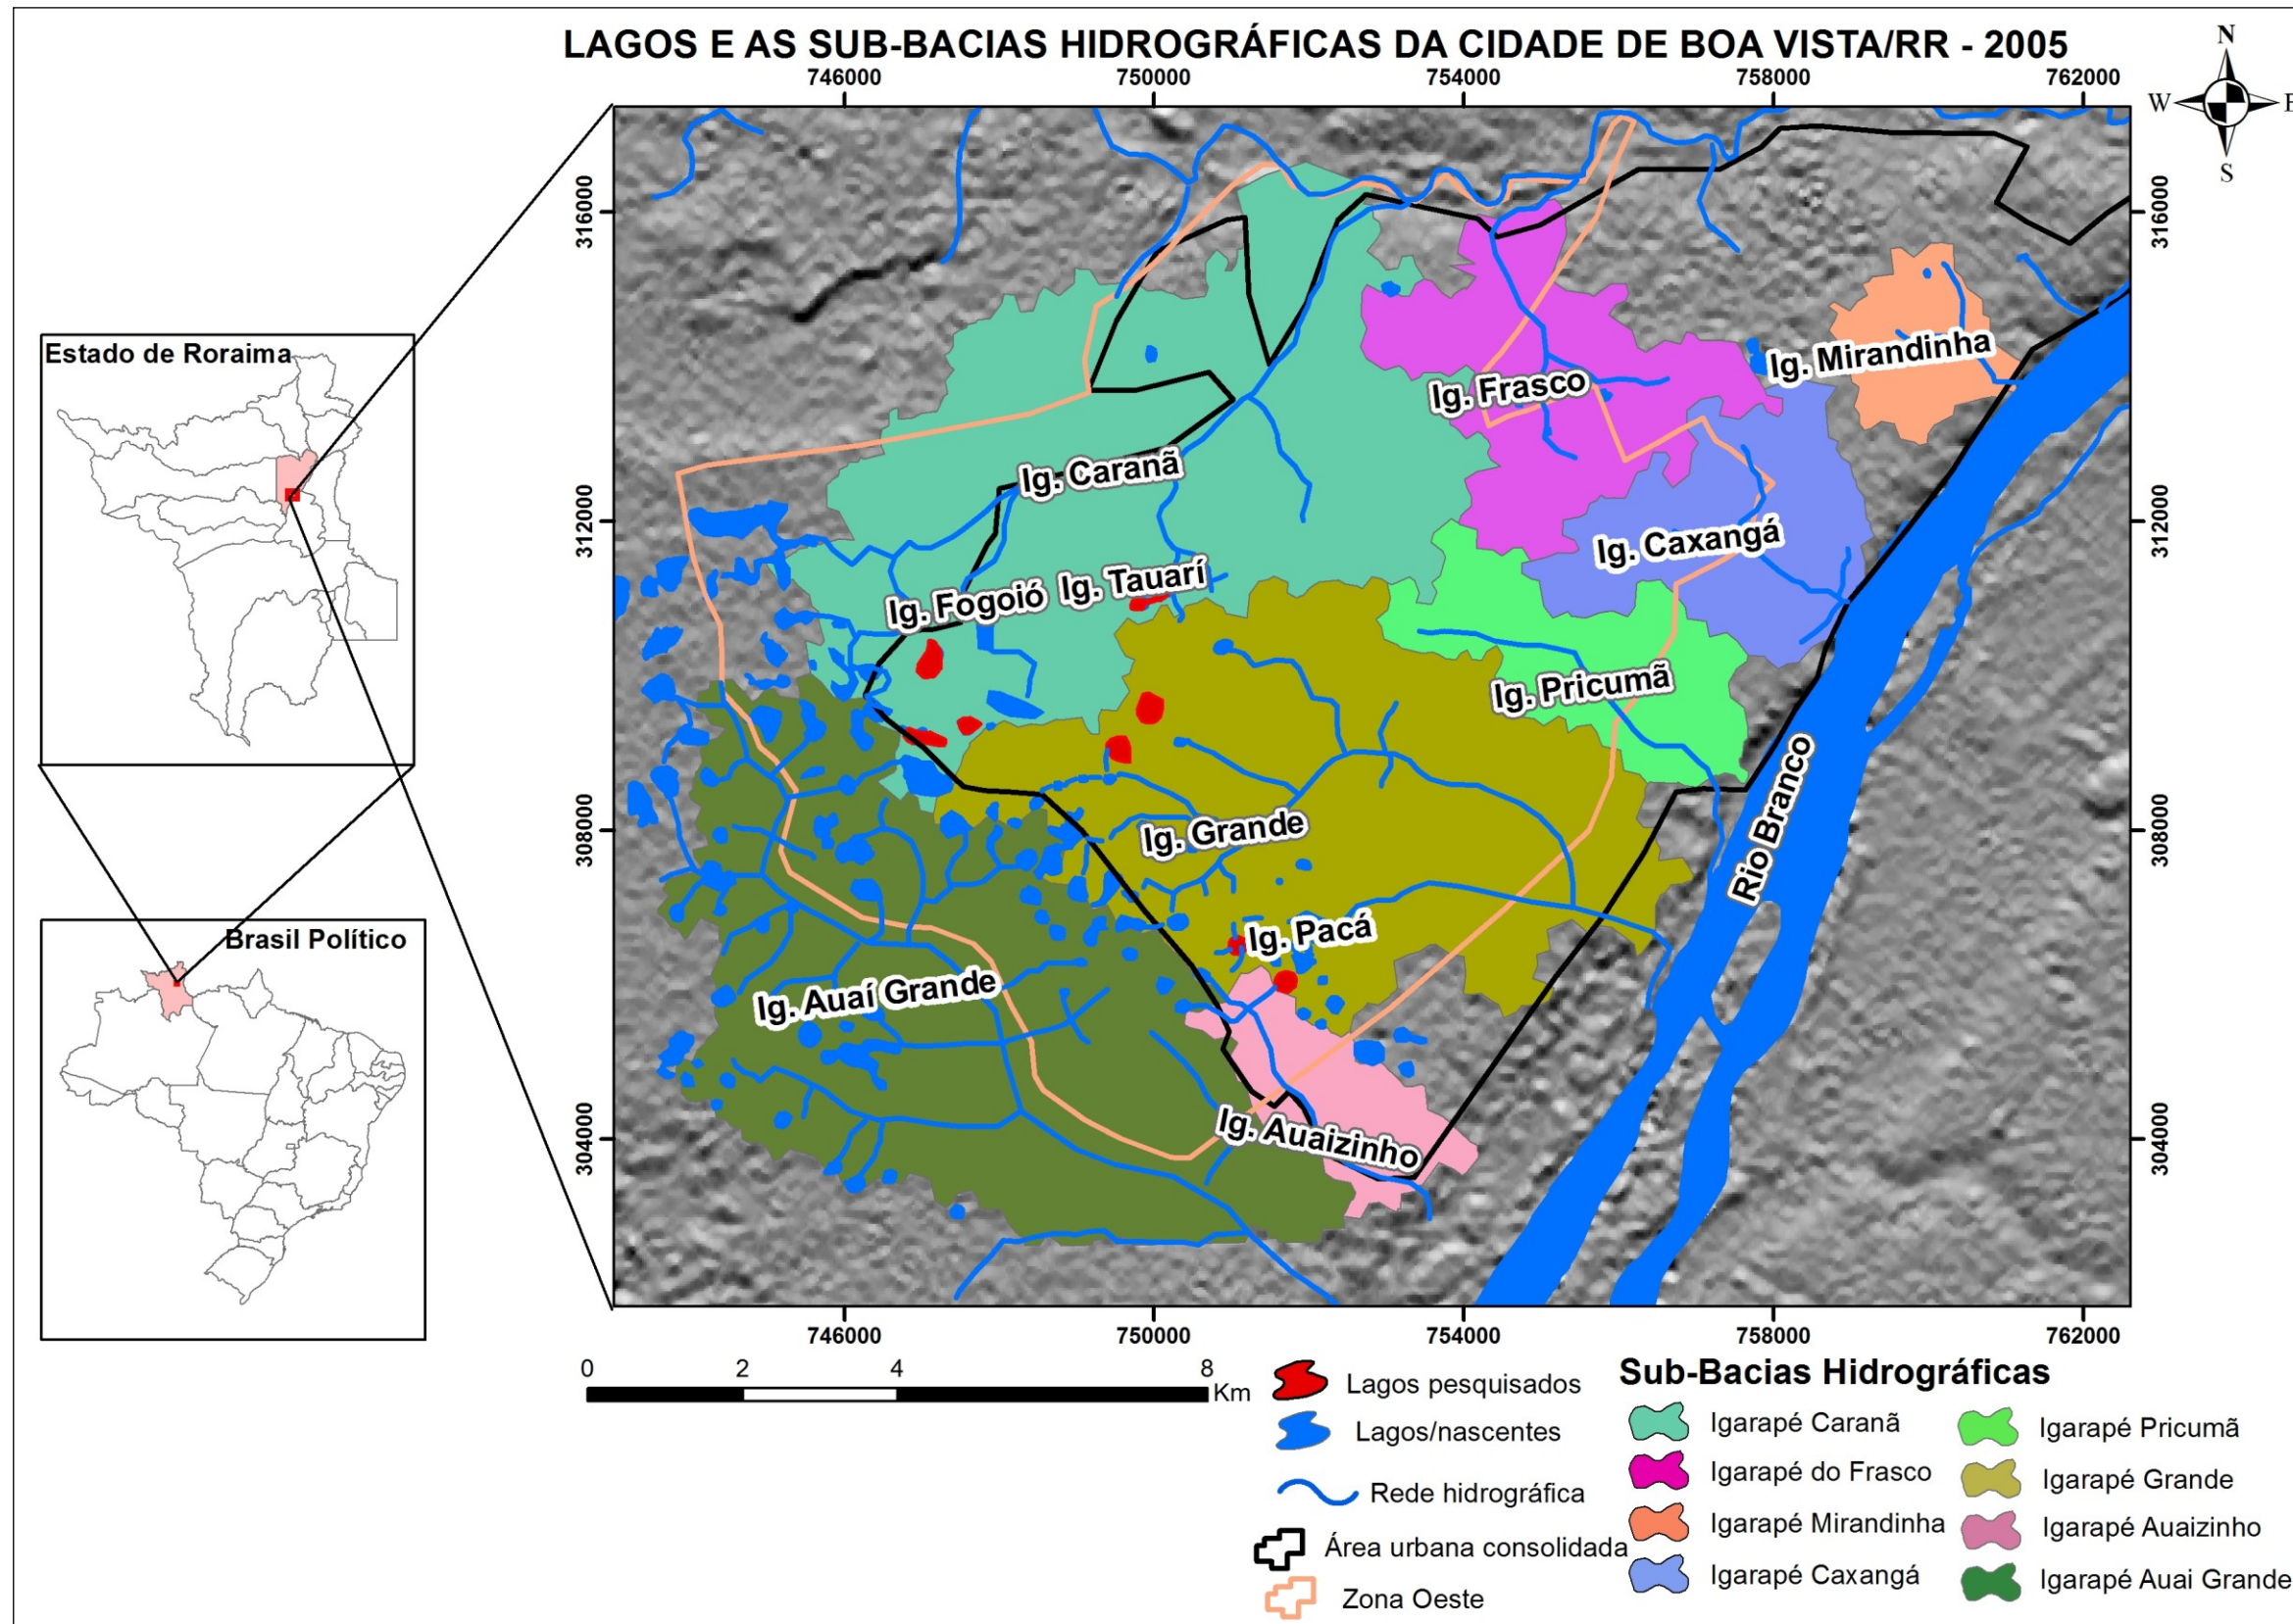 LAGOS E AS SUB-BACIAS HIDROGRÁFICAS DA CIDADE DE BOA VISTA/RR - 2005
746000 750000 754000 758000 762000
N
W E
S
316000 316000
Estado de Roraima
Ig. Mirandinha
Ig. Frasco
Ig. Caranã
312000 312000
Ig. Caxangá
Ig. Fogoió Ig. Tauarí
Ig. Pricumã
308000 308000
Ig. Grande
Rio Branco
Brasil Político
Ig. Pacá
Ig. Auaí Grande
304000 304000
Ig. Auaizinho
746000 750000 754000 758000 762000
0 2 4 8
Km
Lagos pesquisados
Lagos/nascentes
Rede hidrográfica
Área urbana consolidada
Zona Oeste
Sub-Bacias Hidrográficas
Igarapé Caranã
Igarapé do Frasco
Igarapé Mirandinha
Igarapé Caxangá
Igarapé Pricumã
Igarapé Grande
Igarapé Auaizinho
Igarapé Auai Grande